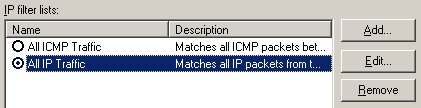 IP filter lists:
Name Description
All ICMP Traffic Matches all ICMP packets bet...
All IP Traffic Matches all IP packets from t...
Add...
Edit...
Remove